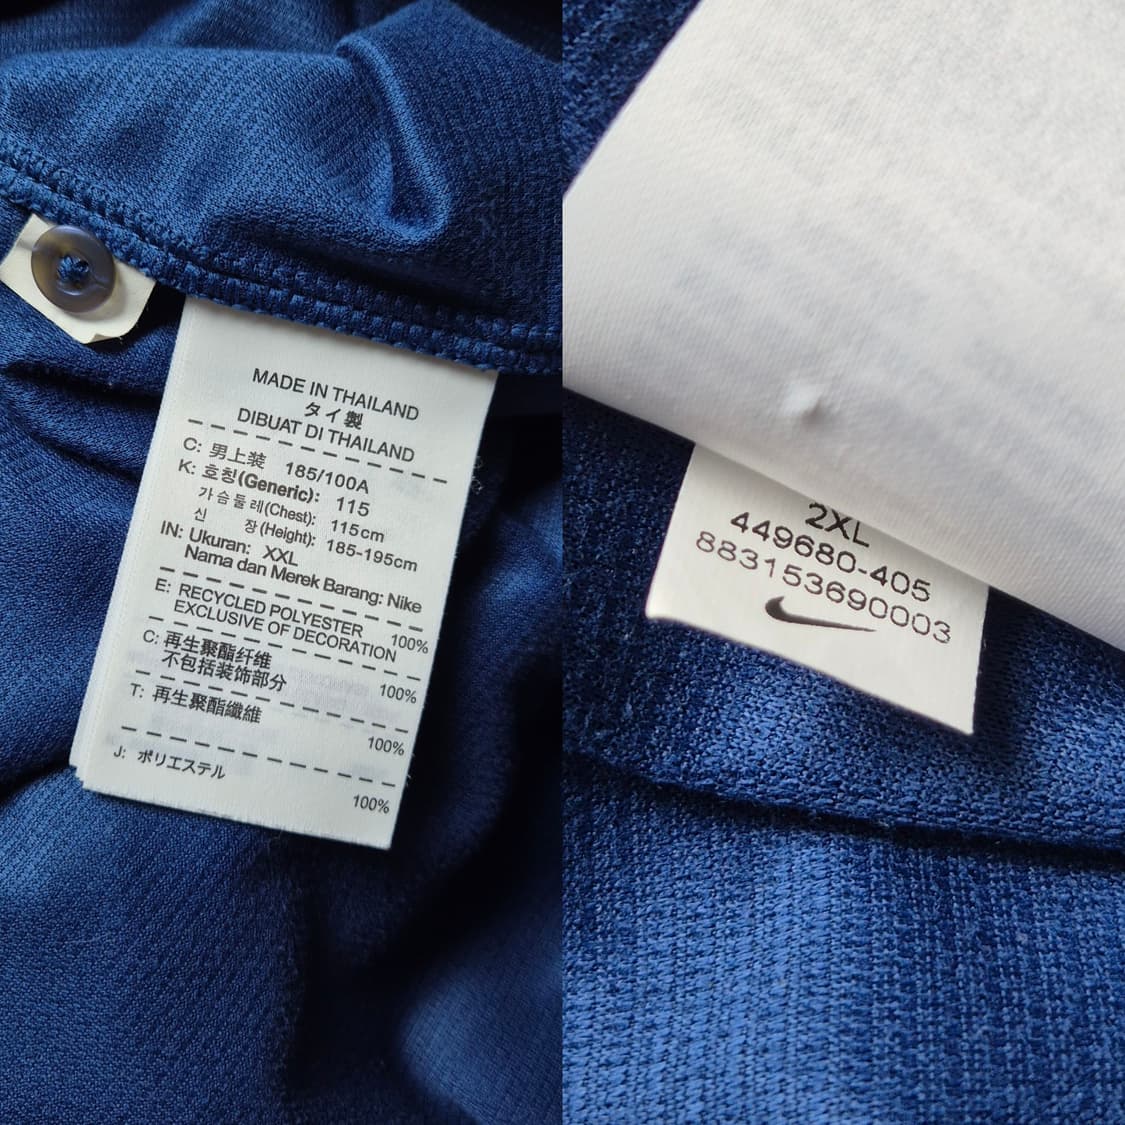 MADE IN THAILAND
タイ製
DIBUAT DI THAILAND
C: 男上装 185/100A
K: 호칭(Generic): 115
가슴둘레(Chest): 115cm
신 장(Height): 185-195cm
IN: Ukuran: XXL
Nama dan Merek Barang: Nike
E: RECYCLED POLYESTER 100%
EXCLUSIVE OF DECORATION
C: 再生聚酯纤维 100%
不包括装饰部分
T: 再生聚酯纖維 100%
J: ポリエステル 100%
2XL
449680-405
883153690003